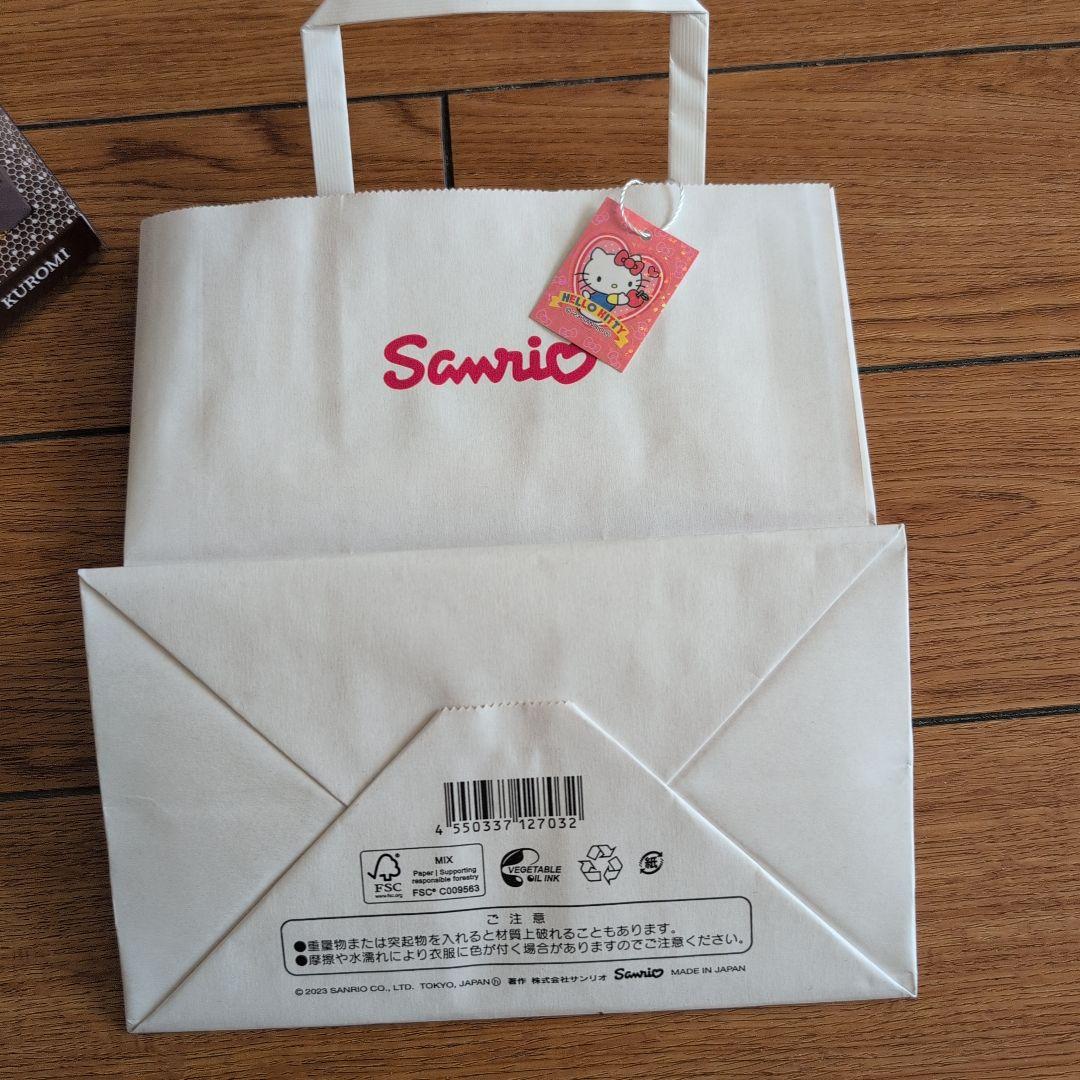 KUROMI
Sanrio
HELLO KITTY
4 550337 127032
FSC
www.fsc.org
MIX
Paper | Supporting
responsible forestry
FSC® C009563
VEGETABLE
OIL INK
紙
ご注意
●重量物または突起物を入れると材質上破れることもあります。
●摩擦や水濡れにより衣服に色が付く場合がありますのでご注意ください。
© 2023 SANRIO CO., LTD. TOKYO, JAPAN ⓗ 著作 株式会社サンリオ Sanrio MADE IN JAPAN